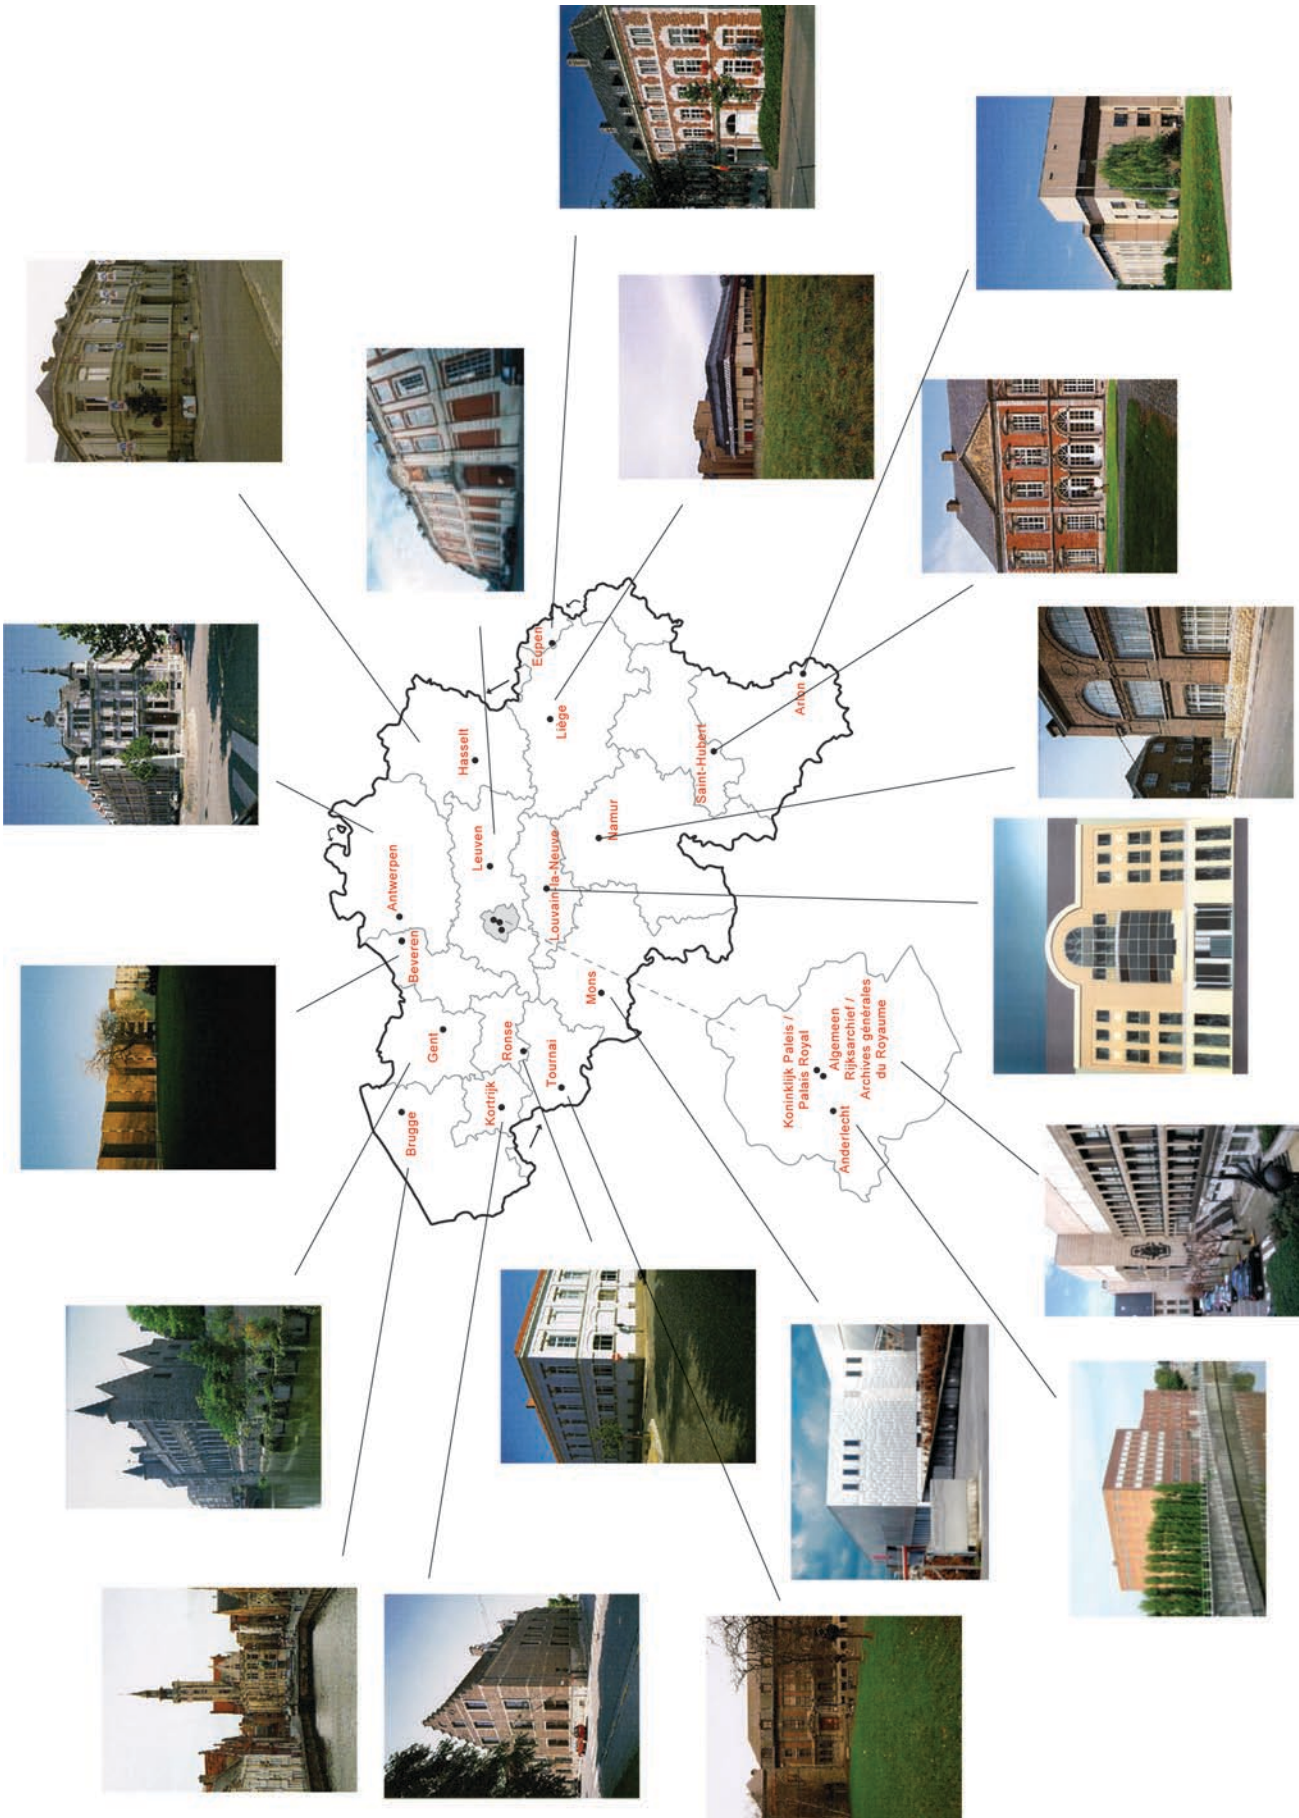 Antwerpen
Beveren
Brugge
Gent
Hasselt
Leuven
Kortrijk
Ronse
Eupen
Tournai
Louvain-la-Neuve
Liège
Mons
Namur
Saint-Hubert
Arlon
Koninklijk Paleis /
Palais Royal
Algemeen
Rijksarchief /
Archives générales
du Royaume
Anderlecht